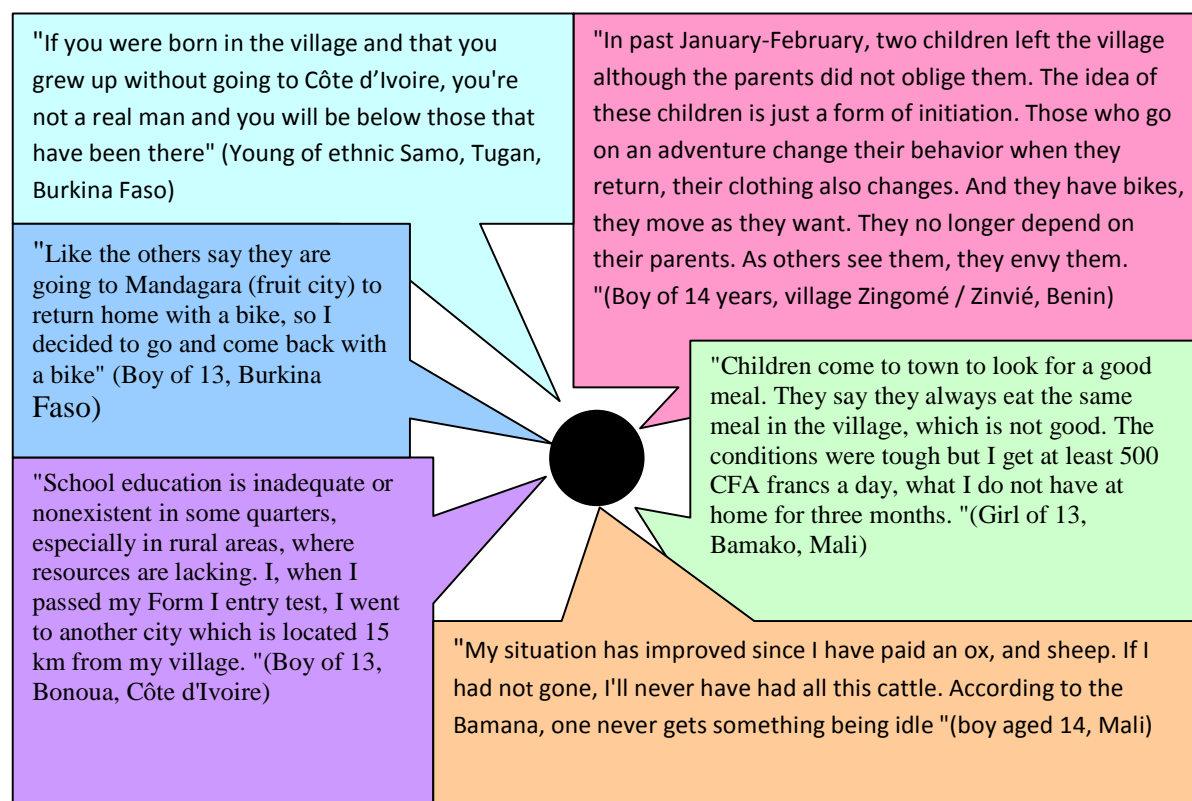 "If you were born in the village and that you
grew up without going to Côte d’Ivoire, you're
not a real man and you will be below those that
have been there" (Young of ethnic Samo, Tugan,
Burkina Faso)
"In past January-February, two children left the village
although the parents did not oblige them. The idea of
these children is just a form of initiation. Those who go
on an adventure change their behavior when they
return, their clothing also changes. And they have bikes,
they move as they want. They no longer depend on
their parents. As others see them, they envy them.
"(Boy of 14 years, village Zingomé / Zinvié, Benin)
"Like the others say they are
going to Mandagara (fruit city) to
return home with a bike, so I
decided to go and come back with
a bike" (Boy of 13, Burkina
Faso)
"Children come to town to look for a good
meal. They say they always eat the same
meal in the village, which is not good. The
conditions were tough but I get at least 500
CFA francs a day, what I do not have at
home for three months. "(Girl of 13,
Bamako, Mali)
"School education is inadequate or
nonexistent in some quarters,
especially in rural areas, where
resources are lacking. I, when I
passed my Form I entry test, I went
to another city which is located 15
km from my village. "(Boy of 13,
Bonoua, Côte d'Ivoire)
"My situation has improved since I have paid an ox, and sheep. If I
had not gone, I'll never have had all this cattle. According to the
Bamana, one never gets something being idle "(boy aged 14, Mali)